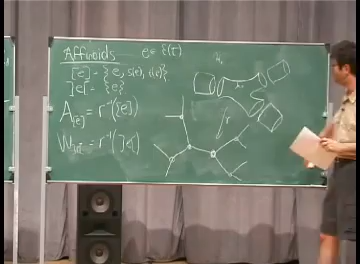 Affinoids e∈ξ(Γ)
[e] = {e, s(e), t(e)}
]e[ = {e}
A[e] = r⁻¹([e])
W]e[ = r⁻¹(]e[)
r